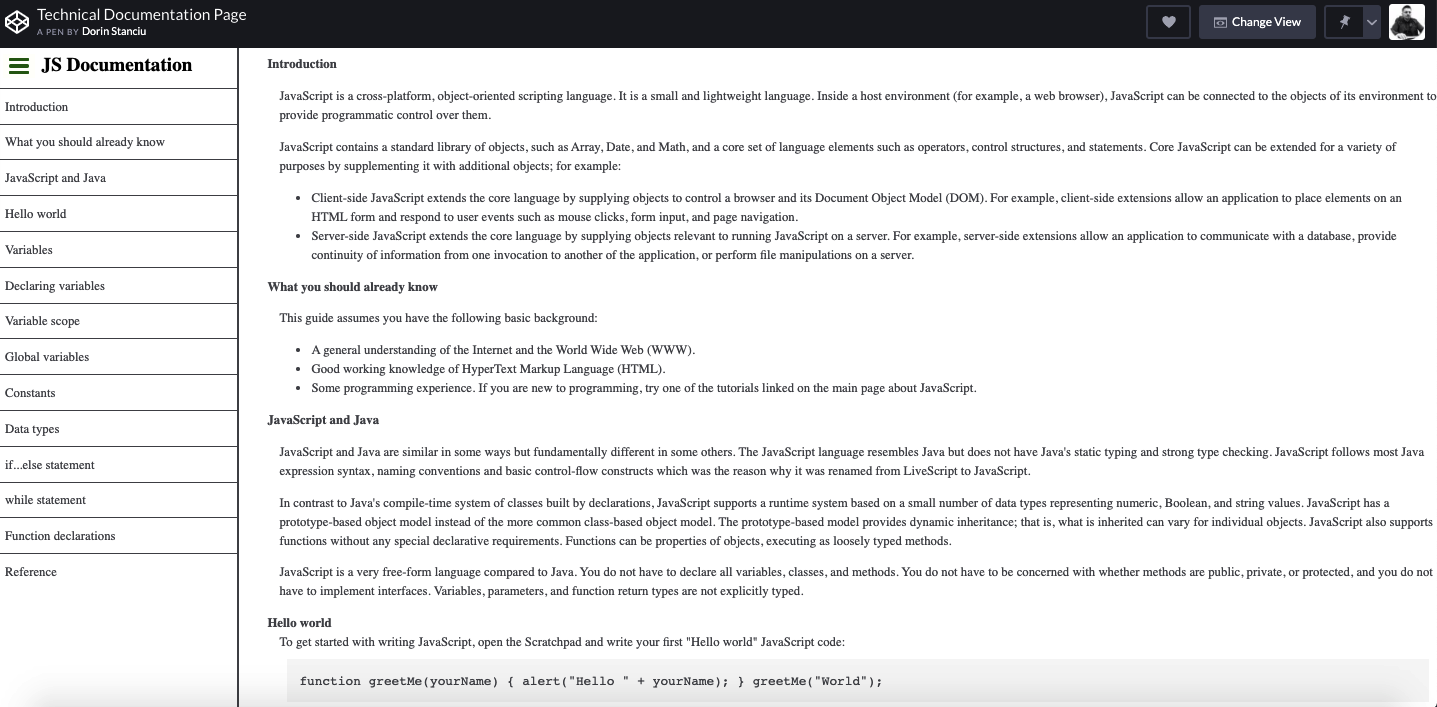 Technical Documentation Page
A PEN BY Dorin Stanciu
Change View
JS Documentation
Introduction
What you should already know
JavaScript and Java
Hello world
Variables
Declaring variables
Variable scope
Global variables
Constants
Data types
if...else statement
while statement
Function declarations
Reference
Introduction
JavaScript is a cross-platform, object-oriented scripting language. It is a small and lightweight language. Inside a host environment (for example, a web browser), JavaScript can be connected to the objects of its environment to
provide programmatic control over them.
JavaScript contains a standard library of objects, such as Array, Date, and Math, and a core set of language elements such as operators, control structures, and statements. Core JavaScript can be extended for a variety of
purposes by supplementing it with additional objects; for example:
• Client-side JavaScript extends the core language by supplying objects to control a browser and its Document Object Model (DOM). For example, client-side extensions allow an application to place elements on an
HTML form and respond to user events such as mouse clicks, form input, and page navigation.
• Server-side JavaScript extends the core language by supplying objects relevant to running JavaScript on a server. For example, server-side extensions allow an application to communicate with a database, provide
continuity of information from one invocation to another of the application, or perform file manipulations on a server.
What you should already know
This guide assumes you have the following basic background:
• A general understanding of the Internet and the World Wide Web (WWW).
• Good working knowledge of HyperText Markup Language (HTML).
• Some programming experience. If you are new to programming, try one of the tutorials linked on the main page about JavaScript.
JavaScript and Java
JavaScript and Java are similar in some ways but fundamentally different in some others. The JavaScript language resembles Java but does not have Java's static typing and strong type checking. JavaScript follows most Java
expression syntax, naming conventions and basic control-flow constructs which was the reason why it was renamed from LiveScript to JavaScript.
In contrast to Java's compile-time system of classes built by declarations, JavaScript supports a runtime system based on a small number of data types representing numeric, Boolean, and string values. JavaScript has a
prototype-based object model instead of the more common class-based object model. The prototype-based model provides dynamic inheritance; that is, what is inherited can vary for individual objects. JavaScript also supports
functions without any special declarative requirements. Functions can be properties of objects, executing as loosely typed methods.
JavaScript is a very free-form language compared to Java. You do not have to declare all variables, classes, and methods. You do not have to be concerned with whether methods are public, private, or protected, and you do not
have to implement interfaces. Variables, parameters, and function return types are not explicitly typed.
Hello world
To get started with writing JavaScript, open the Scratchpad and write your first "Hello world" JavaScript code:
function greetMe(yourName) { alert("Hello " + yourName); } greetMe("World");